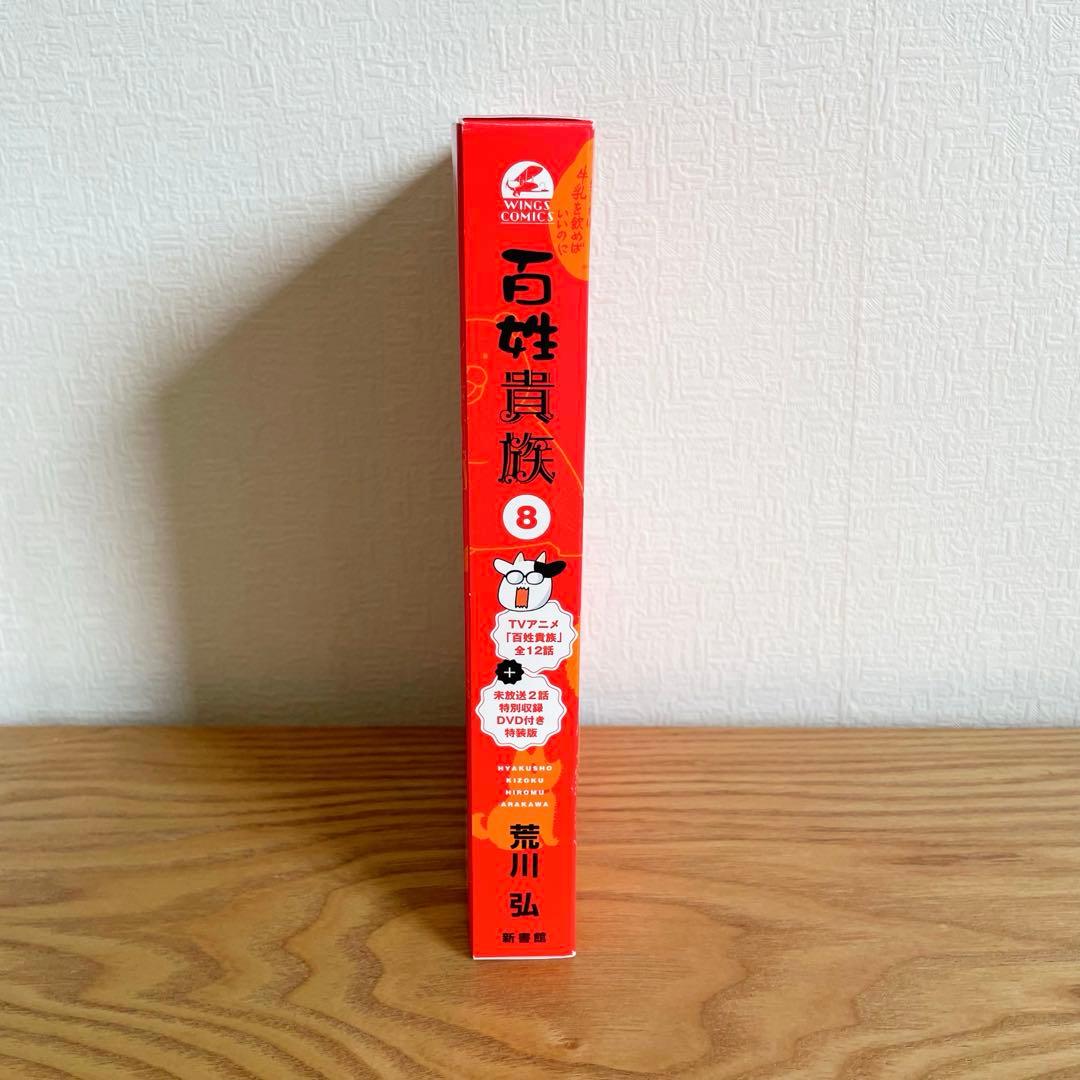 WINGS
COMICS
牛乳を飲めば
いいのに
百姓貴族
8
TVアニメ
「百姓貴族」
全12話
+
未放送2話
特別収録
DVD付き
特装版
HYAKUSHO
KIZOKU
HIROMU
ARAKAWA
荒川弘
新書館